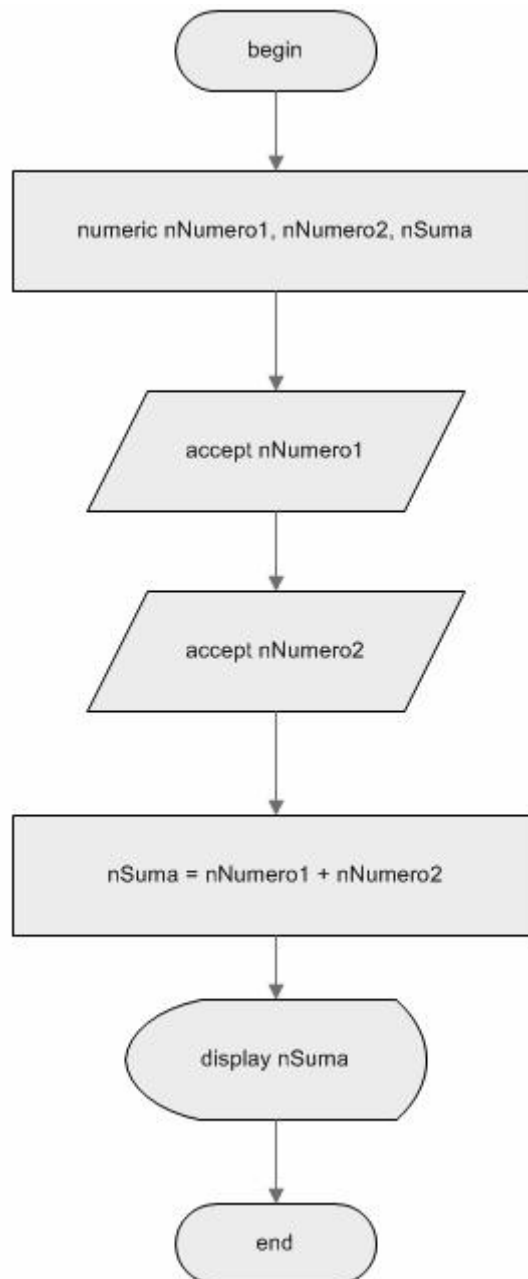 begin
numeric nNumero1, nNumero2, nSuma
accept nNumero1
accept nNumero2
nSuma = nNumero1 + nNumero2
display nSuma
end